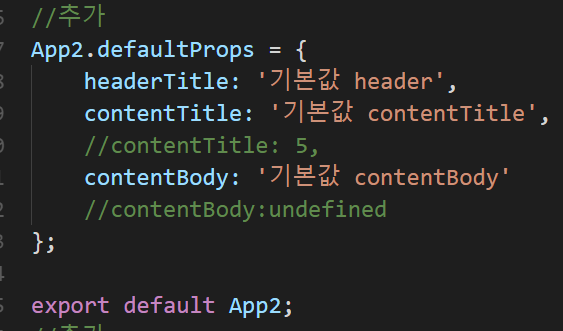 //추가
App2.defaultProps = {
headerTitle: '기본값 header',
contentTitle: '기본값 contentTitle',
//contentTitle: 5,
contentBody: '기본값 contentBody'
//contentBody:undefined
};
export default App2;